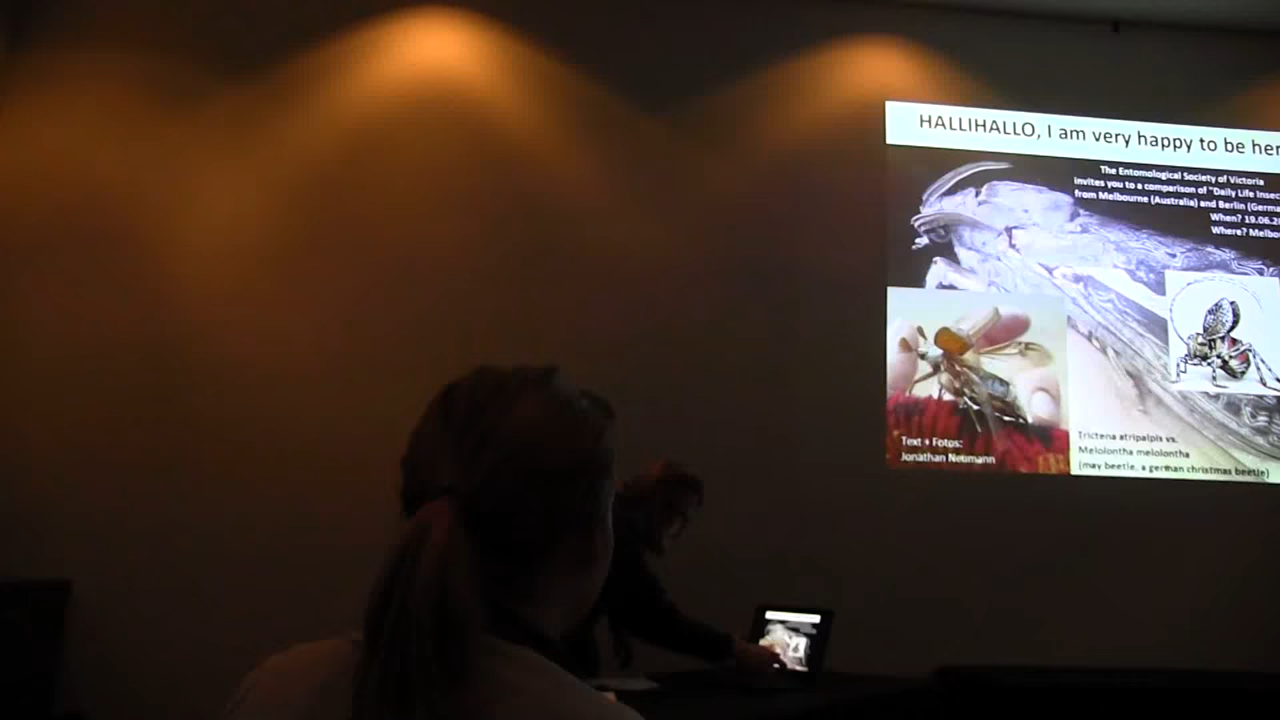 HALLIHALLO, I am very happy to be her
The Entomological Society of Victoria
invites you to a comparison of "Daily Life Insec
from Melbourne (Australia) and Berlin (Germa
When? 19.06.2
Where? Melbo
Text + Fotos:
Jonathan Neumann
Trictena atripalpis vs.
Melolontha melolontha
(may beetle, a german christmas beetle)